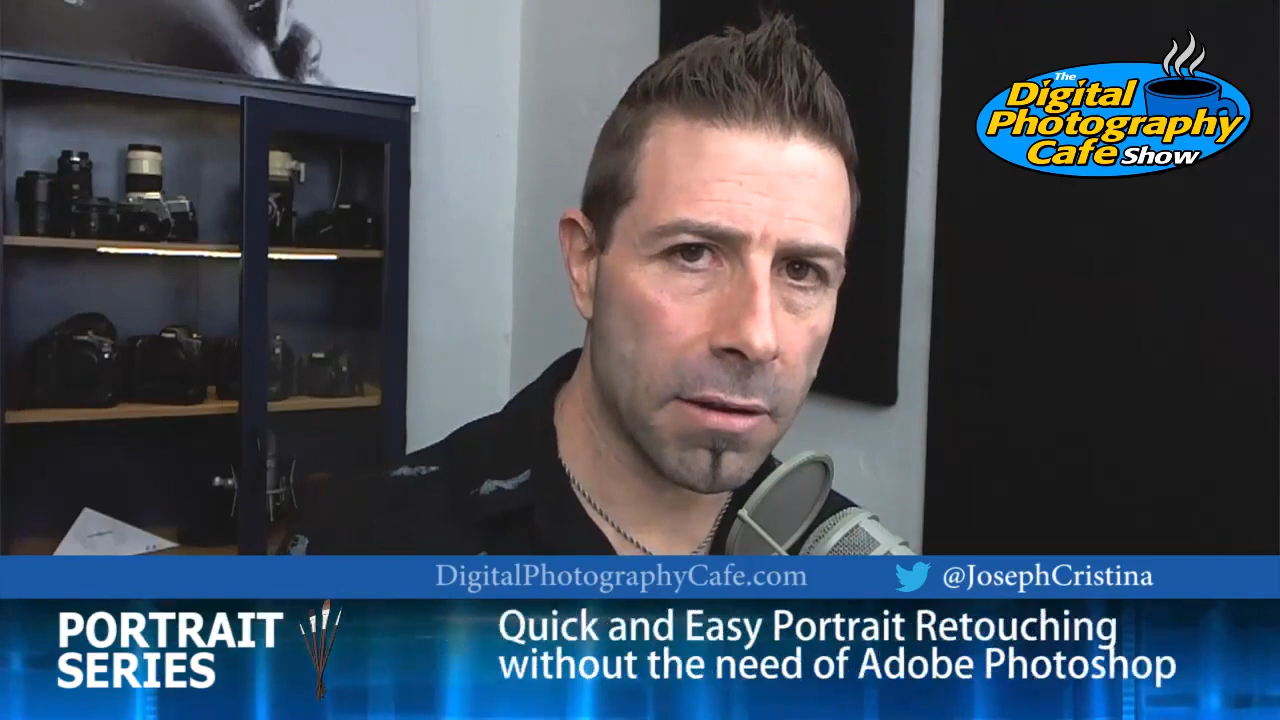 The
Digital
Photography
Cafe Show
DigitalPhotographyCafe.com
@JosephCristina
PORTRAIT
SERIES
Quick and Easy Portrait Retouching
without the need of Adobe Photoshop